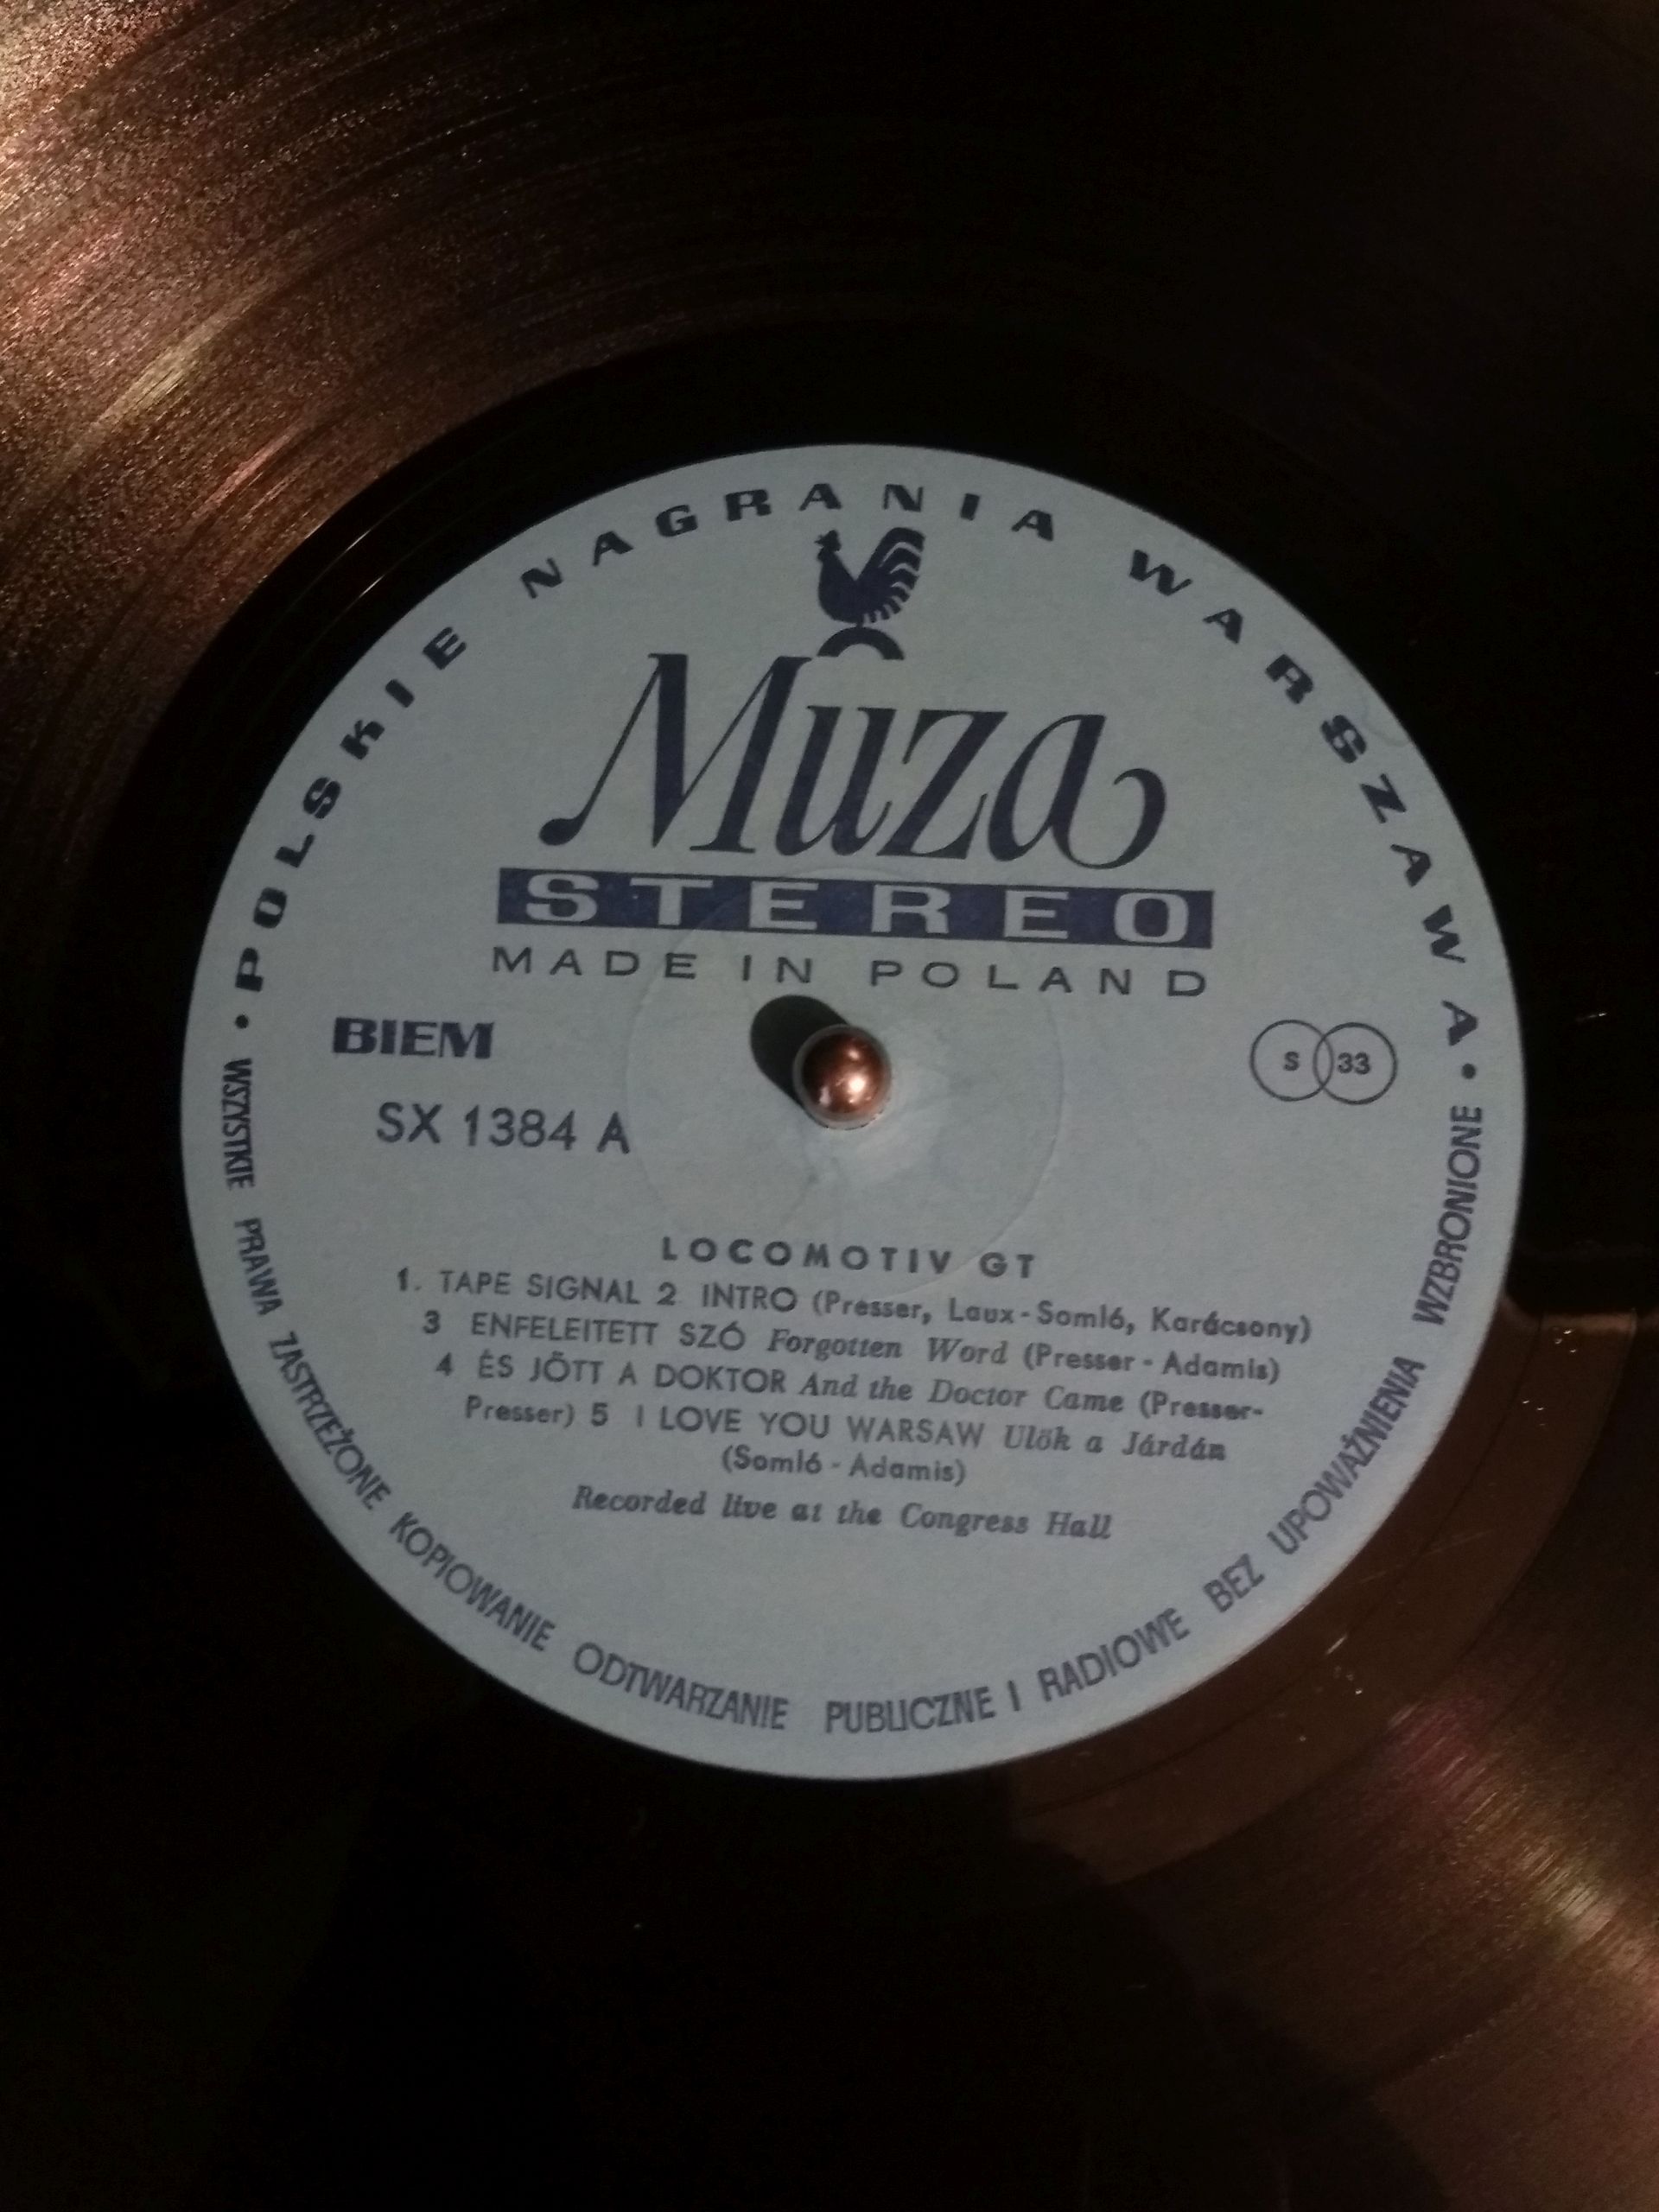 • POLSKIE NAGRANIA WARSZAWA •
Muza
STEREO
MADE IN POLAND
BIEM
S 33
SX 1384 A
LOCOMOTIV GT
1. TAPE SIGNAL 2 INTRO (Presser, Laux-Somló, Karácsony)
3 ENFELEITETT SZÓ Forgotten Word (Presser - Adamis)
4 ÉS JÖTT A DOKTOR And the Doctor Came (Presser-
Presser) 5 I LOVE YOU WARSAW Ulök a Járdán
(Somló - Adamis)
Recorded live at the Congress Hall
WSZYSTKIE PRAWA ZASTRZEŻONE KOPIOWANIE ODTWARZANIE PUBLICZNE I RADIOWE BEZ UPOWAŻNIENIA WZBRONIONE